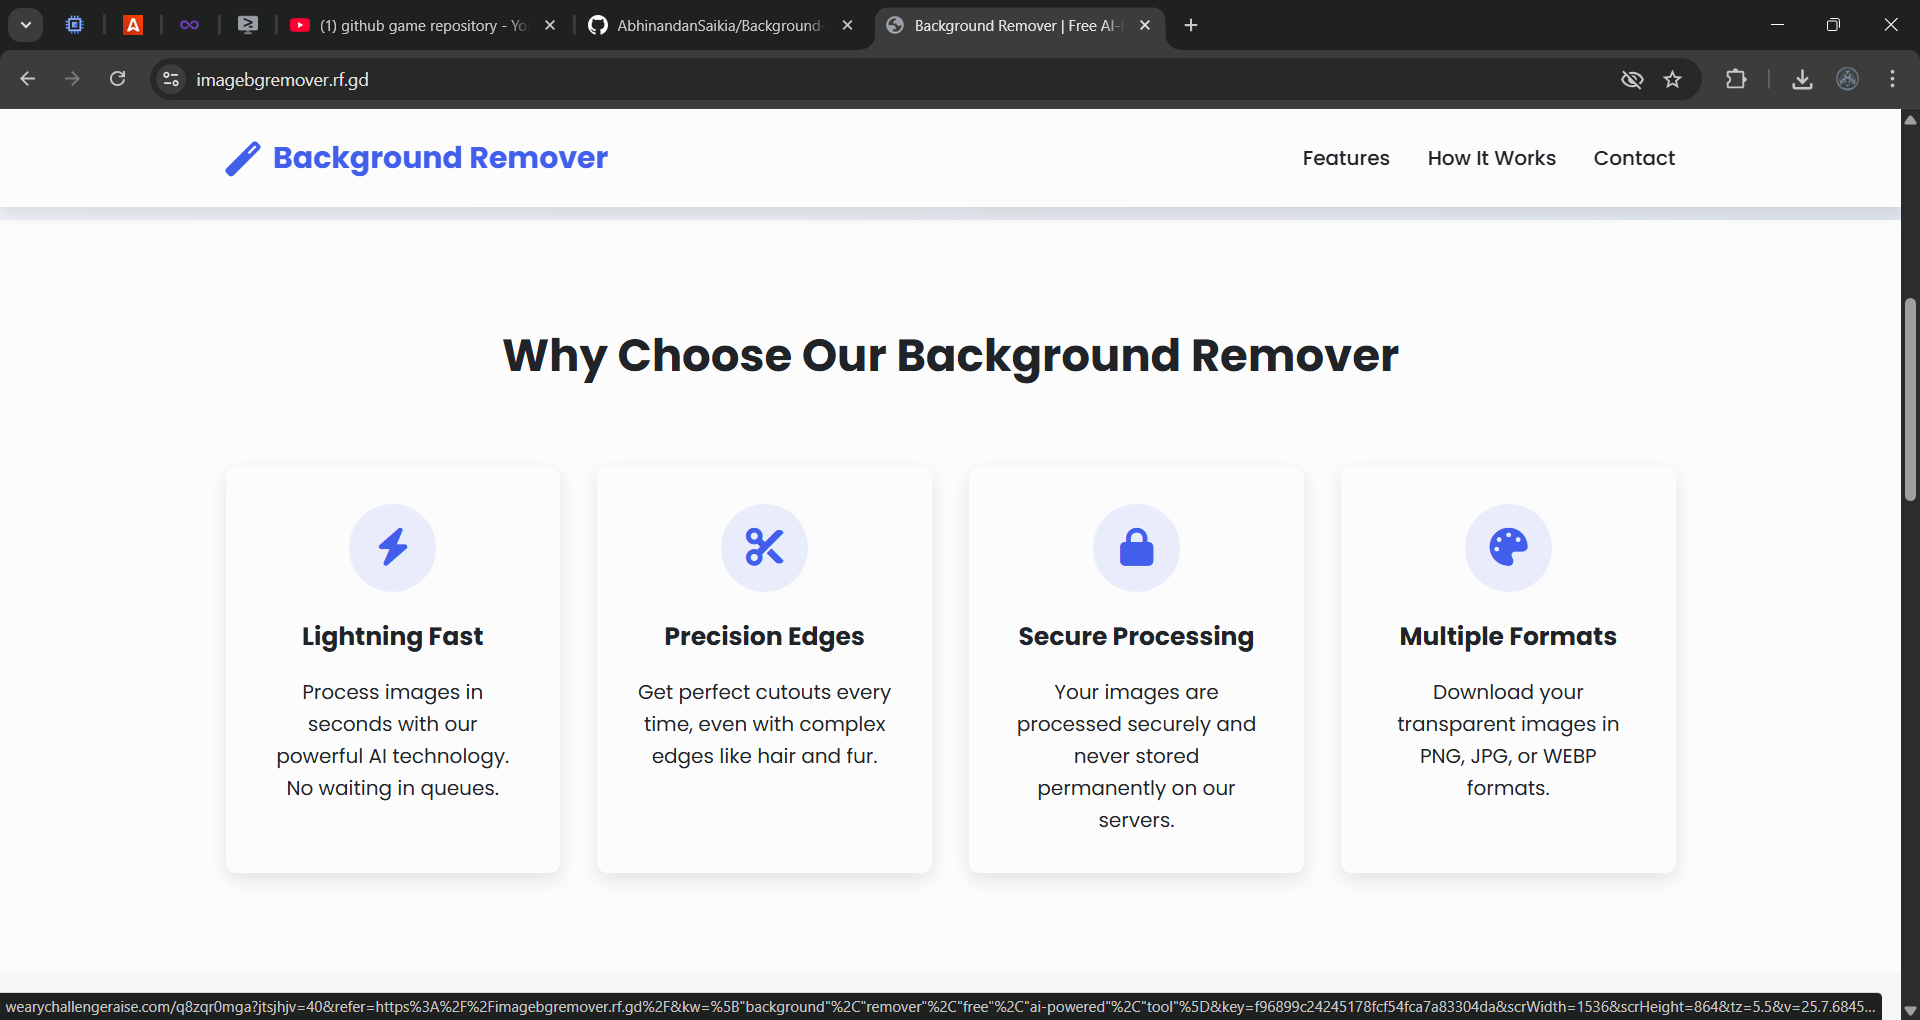 (1) github game repository - Yo
AbhinandanSaikia/Background-
Background Remover | Free AI-
imagebgremover.rf.gd
Background Remover
Features
How It Works
Contact
Why Choose Our Background Remover
Lightning Fast
Process images in
seconds with our
powerful AI technology.
No waiting in queues.
Precision Edges
Get perfect cutouts every
time, even with complex
edges like hair and fur.
Secure Processing
Your images are
processed securely and
never stored
permanently on our
servers.
Multiple Formats
Download your
transparent images in
PNG, JPG, or WEBP
formats.
wearychallengeraise.com/q8zqr0mga?jtsjhjv=40&refer=https%3A%2F%2Fimagebgremover.rf.gd%2F&kw=%5B"background"%2C"remover"%2C"free"%2C"ai-powered"%2C"tool"%5D&key=f96899c24245178fcf54fca7a83304da&scrWidth=1536&scrHeight=864&tz=5.5&v=25.7.6845...